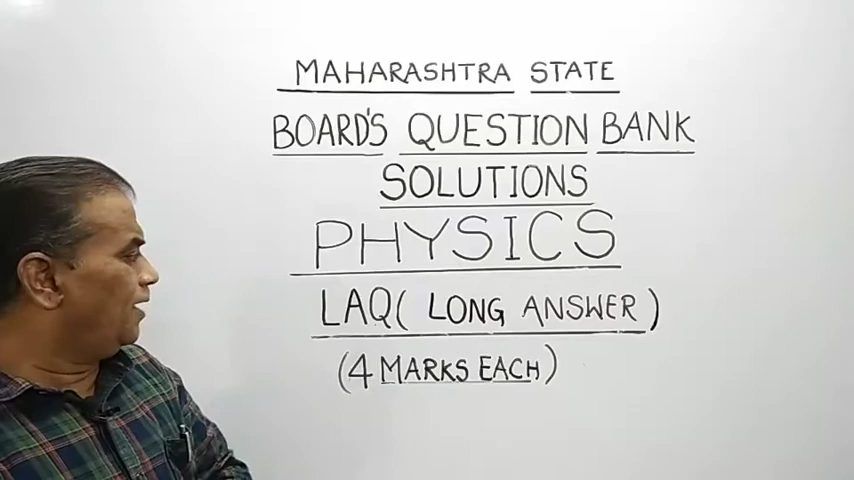 MAHARASHTRA STATE
BOARD'S QUESTION BANK
SOLUTIONS
PHYSICS
LAQ( LONG ANSWER)
(4 MARKS EACH)